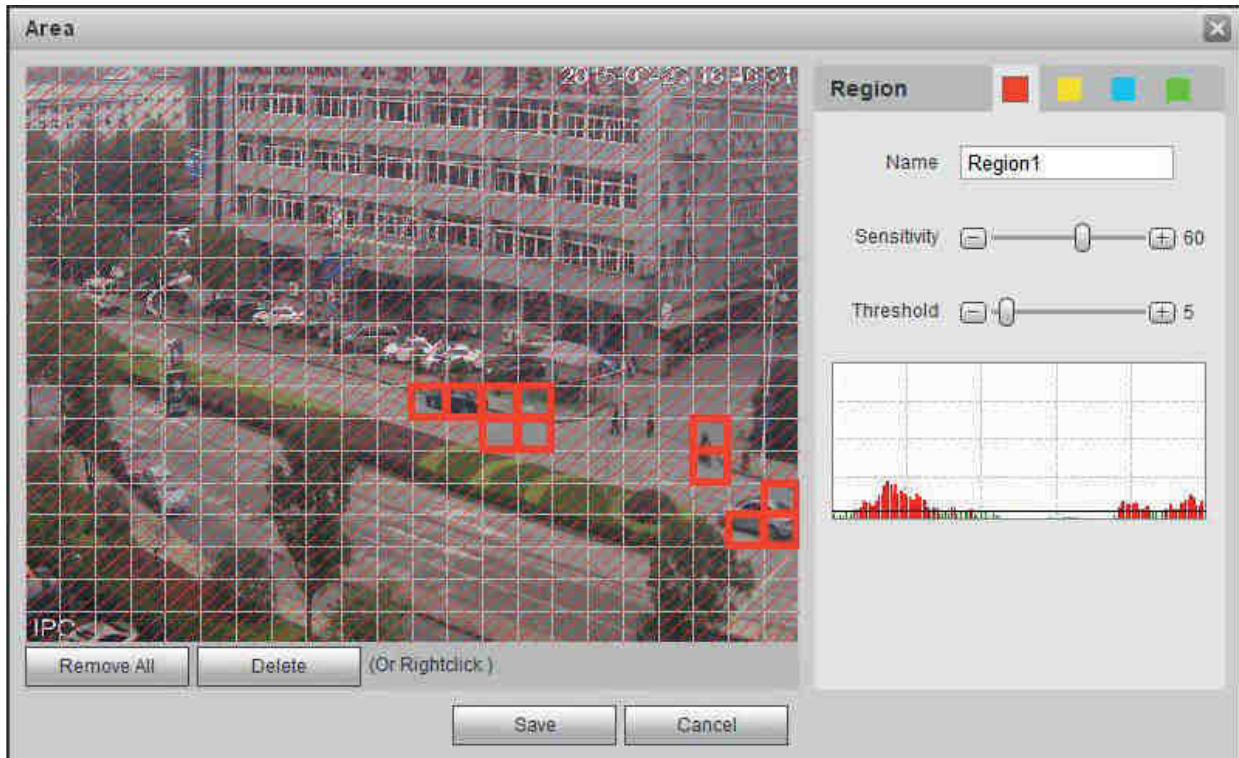 Area
Region
Name
Region1
Sensitivity
60
Threshold
5
IPC
Remove All
Delete
(Or Rightclick )
Save
Cancel